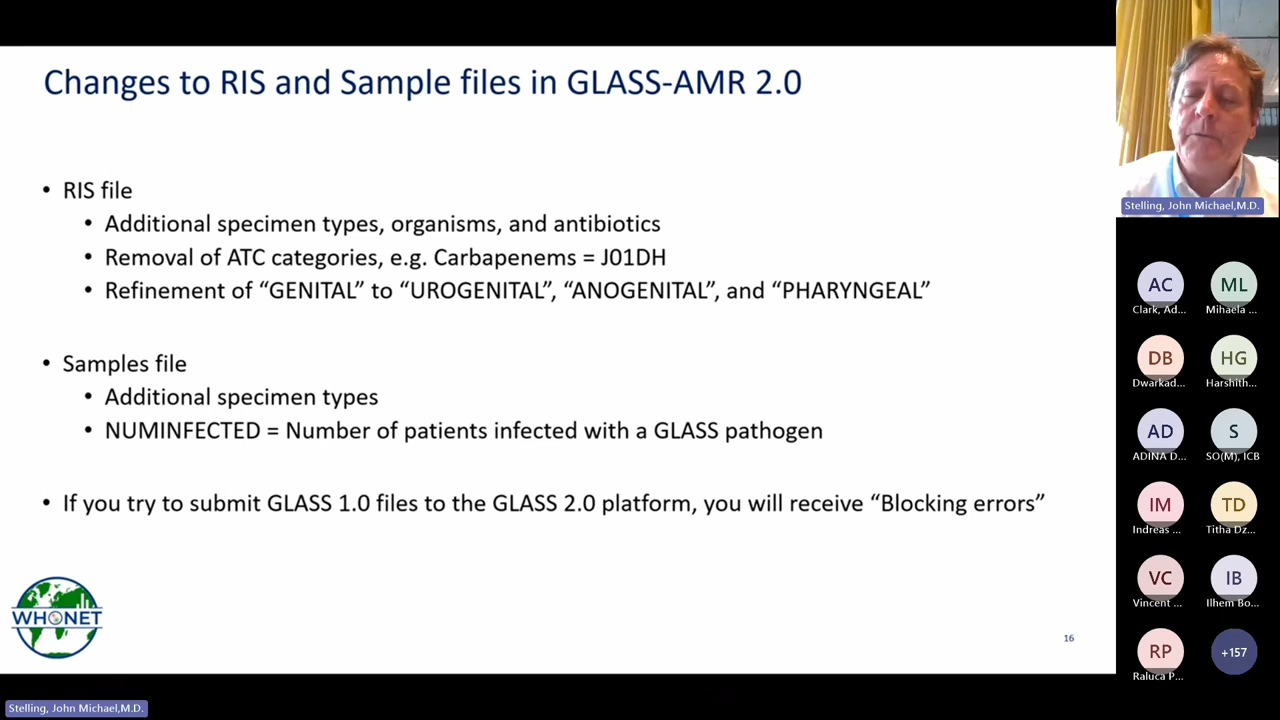 Changes to RIS and Sample files in GLASS-AMR 2.0
• RIS file
• Additional specimen types, organisms, and antibiotics
• Removal of ATC categories, e.g. Carbapenems = J01DH
• Refinement of “GENITAL” to “UROGENITAL”, “ANOGENITAL”, and “PHARYNGEAL”
• Samples file
• Additional specimen types
• NUMINFECTED = Number of patients infected with a GLASS pathogen
• If you try to submit GLASS 1.0 files to the GLASS 2.0 platform, you will receive “Blocking errors”
WHONET
16
Stelling, John Michael,M.D.
Stelling, John Michael,M.D.
AC
Clark, Ad...
ML
Mihaela ...
DB
Dwarkad...
HG
Harshith...
AD
ADINA D...
S
SO(M), ICB
IM
Indreas ...
TD
Titha Dz...
VC
Vincent ...
IB
Ilhem Bo...
RP
Raluca P...
+157